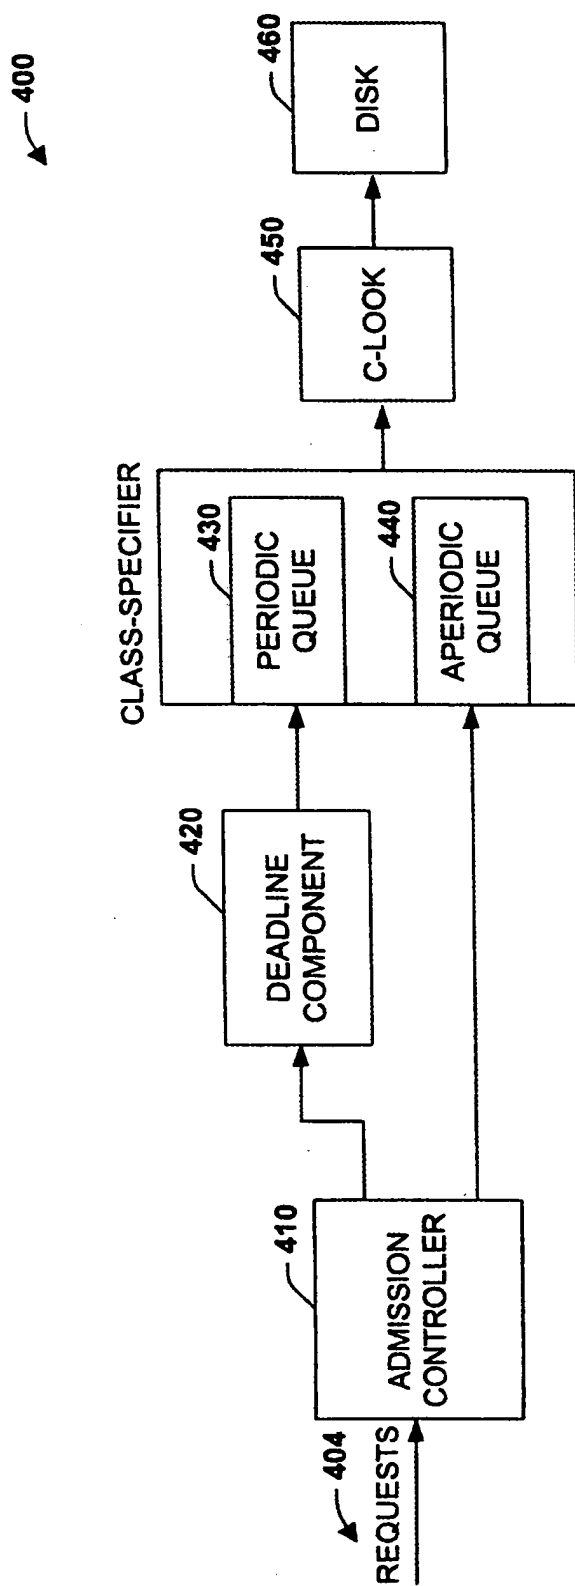 400
404
REQUESTS
410
ADMISSION
CONTROLLER
420
DEADLINE
COMPONENT
CLASS-SPECIFIER
430
PERIODIC
QUEUE
440
APERIODIC
QUEUE
450
C-LOOK
460
DISK